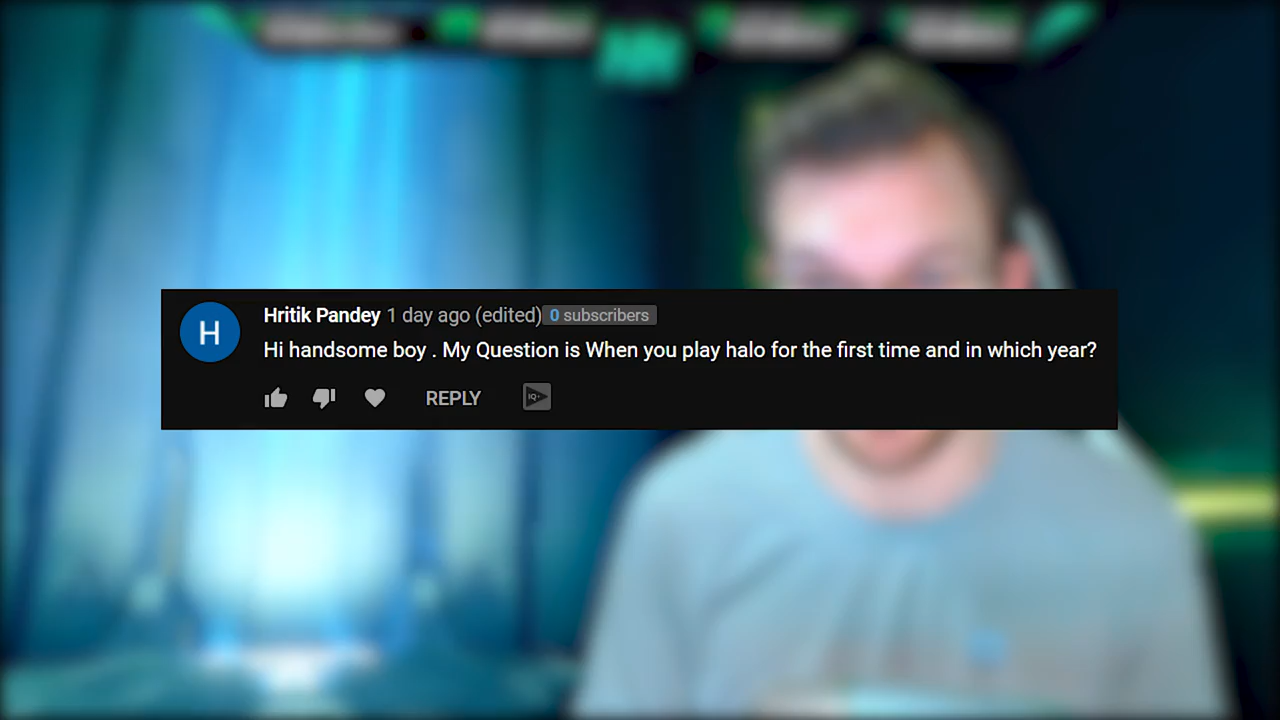 H
Hritik Pandey 1 day ago (edited) 0 subscribers
Hi handsome boy . My Question is When you play halo for the first time and in which year?
REPLY
IQ+